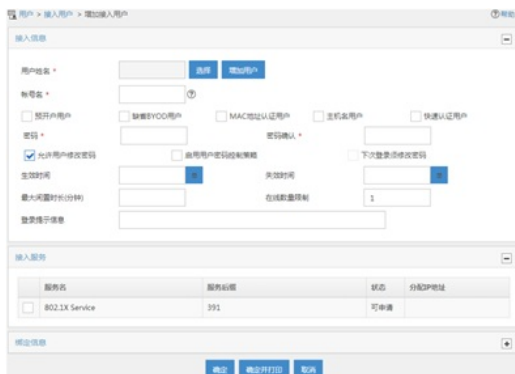 用户 > 接入用户 > 增加接入用户 帮助
接入信息
用户姓名 * 选择 增加用户
帐号名 *
预开户用户 缺省BYOD用户 MAC地址认证用户 主机名用户 快速认证用户
密码 * 密码确认 *
允许用户修改密码 启用用户密码控制策略 下次登录须修改密码
生效时间 失效时间
最大闲置时长(分钟) 在线数量限制 1
登录提示信息
接入服务
服务名 服务后缀 状态 分配IP地址
802.1X Service 391 可申请
绑定信息
确定 确定并打印 取消